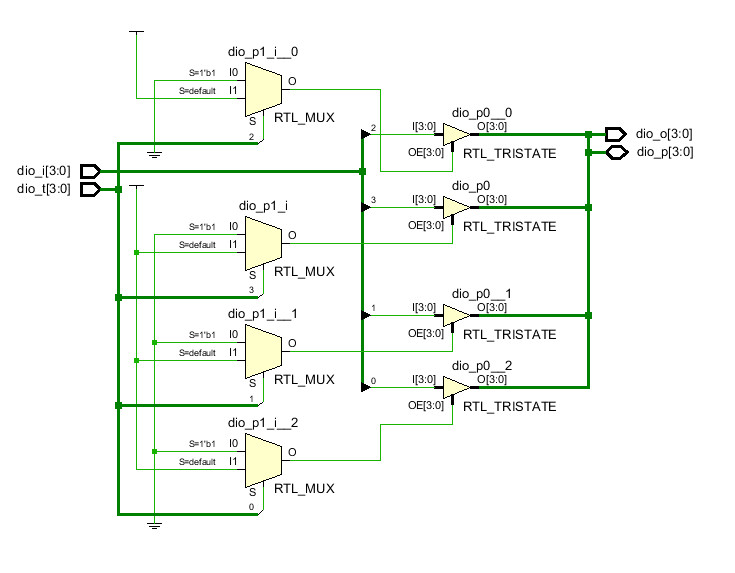 dio_p1_i__0
S=1'b1 I0
S=default I1
O
S
RTL_MUX
2
dio_p0__0
2
I[3:0]
O[3:0]
OE[3:0]
RTL_TRISTATE
dio_o[3:0]
dio_p[3:0]
dio_i[3:0]
dio_t[3:0]
dio_p0
3
I[3:0]
O[3:0]
OE[3:0]
RTL_TRISTATE
dio_p1_i
S=1'b1 I0
S=default I1
O
S
RTL_MUX
3
dio_p0__1
1
I[3:0]
O[3:0]
OE[3:0]
RTL_TRISTATE
dio_p1_i__1
S=1'b1 I0
S=default I1
O
S
RTL_MUX
1
dio_p0__2
0
I[3:0]
O[3:0]
OE[3:0]
RTL_TRISTATE
dio_p1_i__2
S=1'b1 I0
S=default I1
O
S
RTL_MUX
0